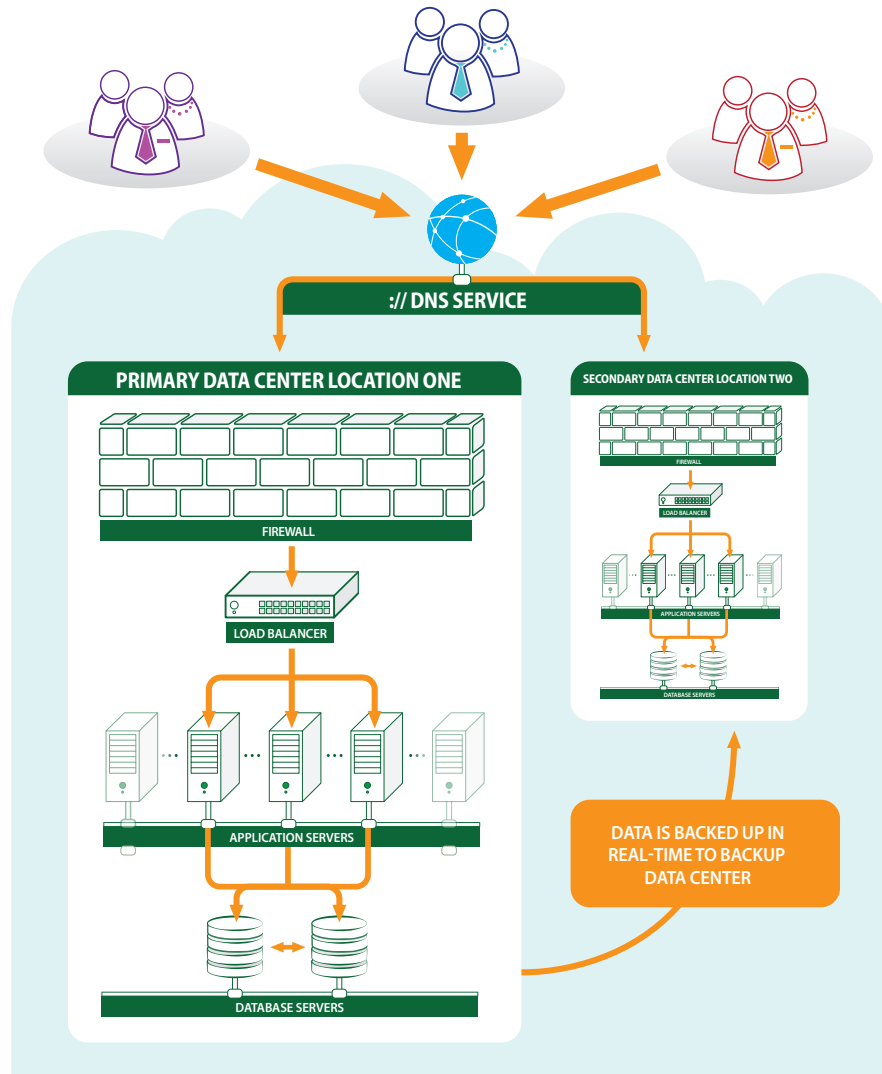 :// DNS SERVICE
PRIMARY DATA CENTER LOCATION ONE
FIREWALL
LOAD BALANCER
APPLICATION SERVERS
DATABASE SERVERS
SECONDARY DATA CENTER LOCATION TWO
FIREWALL
LOAD BALANCER
APPLICATION SERVERS
DATABASE SERVERS
DATA IS BACKED UP IN
REAL-TIME TO BACKUP
DATA CENTER